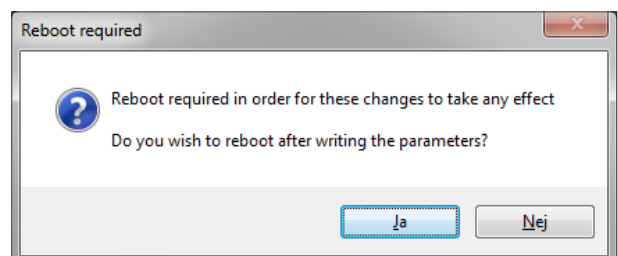 Reboot required
Reboot required in order for these changes to take any effect
Do you wish to reboot after writing the parameters?
Ja
Nej